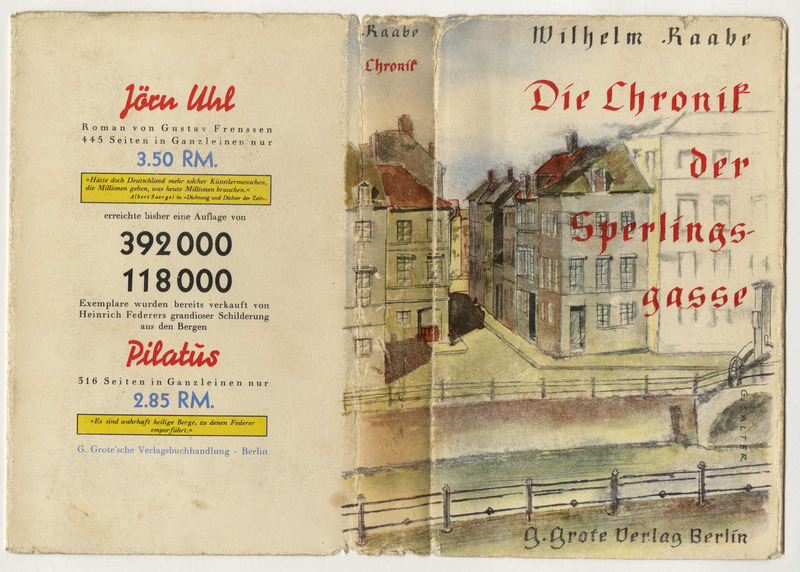 Jörn Uhl
Roman von Gustav Frenssen
445 Seiten in Ganzleinen nur
3.50 RM.
»Hätte doch Deutschland mehr solcher Künstlermenschen,
die Millionen geben, was heute Millionen brauchen.«
Albert Soergel in »Dichtung und Dichter der Zeit«.
erreichte bisher eine Auflage von
392000
118000
Exemplare wurden bereits verkauft von
Heinrich Federers grandioser Schilderung
aus den Bergen
Pilatus
316 Seiten in Ganzleinen nur
2.85 RM.
»Es sind wahrhaft heilige Berge, zu denen Federer
emporführt.«
G. Grote'sche Verlagsbuchhandlung · Berlin
Raabe
Chronik
Wilhelm Raabe
Die Chronik
der
Sperlings-
gasse
G. ALTER
G. Grote Verlag Berlin